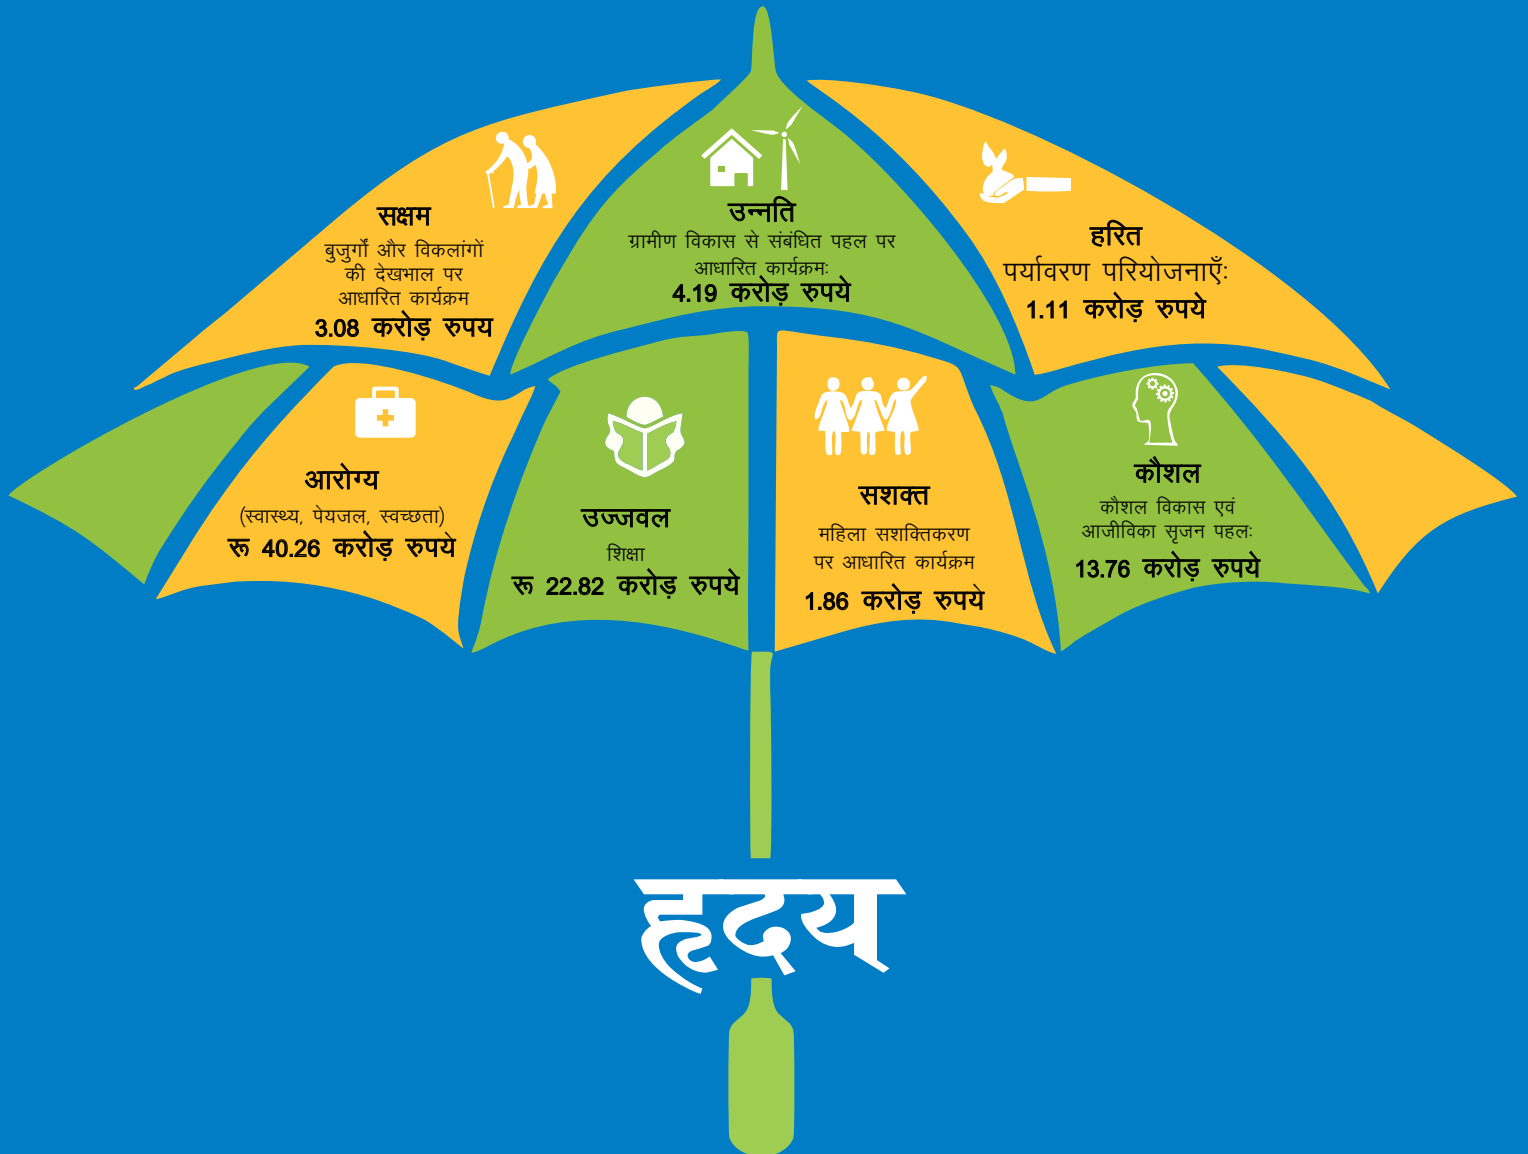 सक्षम
बुजुर्गों और विकलांगों
की देखभाल पर
आधारित कार्यक्रम
3.08 करोड़ रुपय
उन्नति
ग्रामीण विकास से संबंधित पहल पर
आधारित कार्यक्रम:
4.19 करोड़ रुपये
हरित
पर्यावरण परियोजनाएँ:
1.11 करोड़ रुपये
आरोग्य
(स्वास्थ्य, पेयजल, स्वच्छता)
रू 40.26 करोड़ रुपये
उज्जवल
शिक्षा
रू 22.82 करोड़ रुपये
सशक्त
महिला सशक्तिकरण
पर आधारित कार्यक्रम
1.86 करोड़ रुपये
कौशल
कौशल विकास एवं
आजीविका सृजन पहल:
13.76 करोड़ रुपये
हृदय